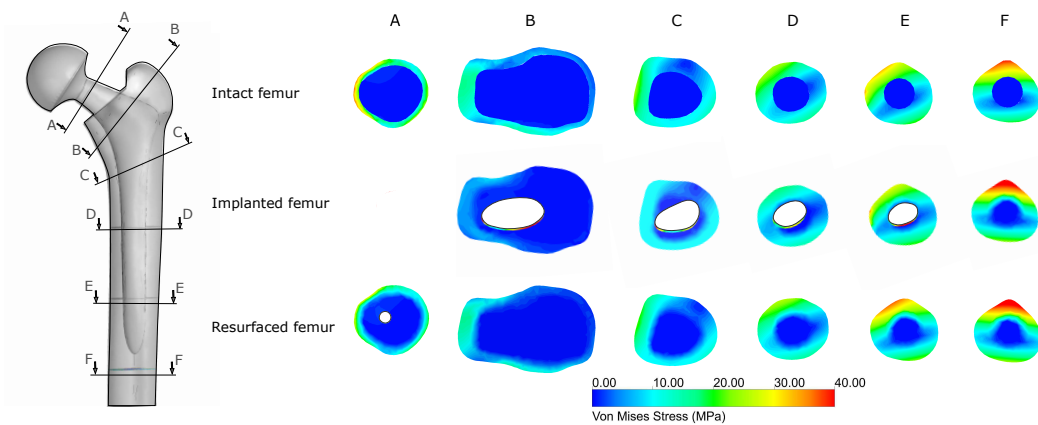 A B C D E F
A
B
Intact femur
A
C
B
C
Implanted femur
D D
E E
Resurfaced femur
F F
0.00 10.00 20.00 30.00 40.00
Von Mises Stress (MPa)